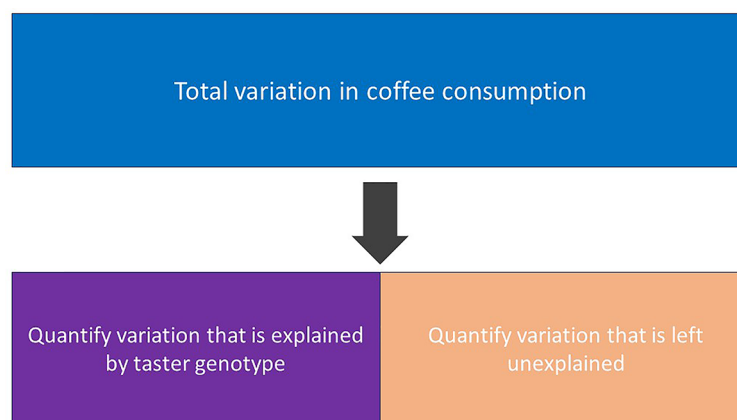 Total variation in coffee consumption
Quantify variation that is explained
by taster genotype
Quantify variation that is left
unexplained